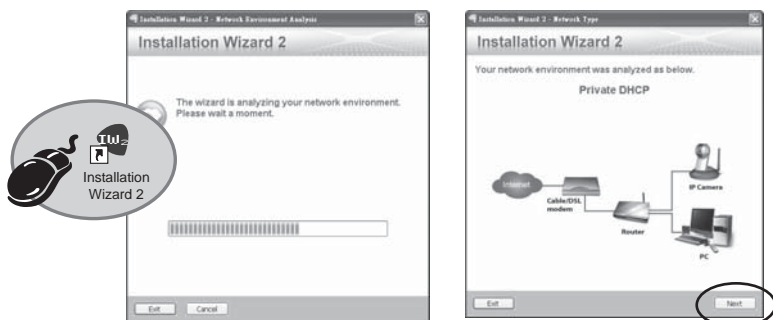 Installation Wizard 2 - Network Environment Analysis
Installation Wizard 2
The wizard is analyzing your network environment.
Please wait a moment.
IW2
Installation
Wizard 2
Exit
Cancel
Installation Wizard 2 - Network Type
Installation Wizard 2
Your network environment was analyzed as below.
Private DHCP
Internet
Cable/DSL
modem
Router
IP Camera
PC
Exit
Next